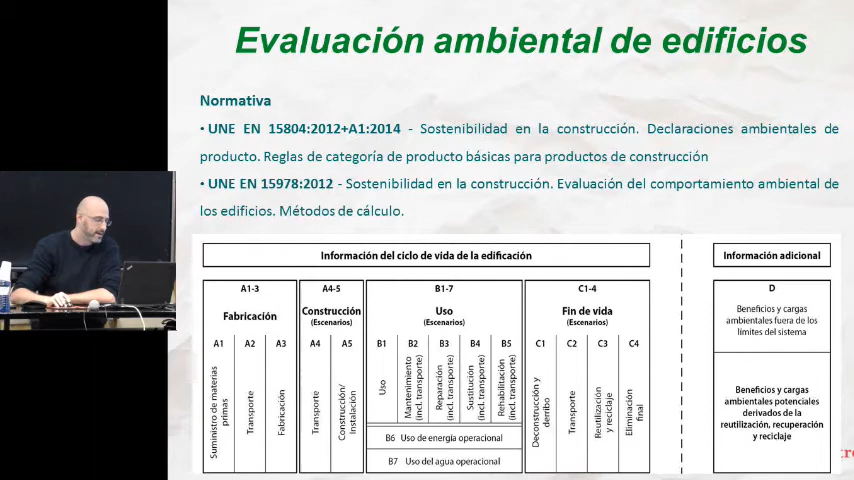 Evaluación ambiental de edificios
Normativa
• UNE EN 15804:2012+A1:2014 - Sostenibilidad en la construcción. Declaraciones ambientales de
producto. Reglas de categoría de producto básicas para productos de construcción
• UNE EN 15978:2012 - Sostenibilidad en la construcción. Evaluación del comportamiento ambiental de
los edificios. Métodos de cálculo.
Información del ciclo de vida de la edificación
Información adicional
A1-3
Fabricación
A4-5
Construcción
(Escenarios)
B1-7
Uso
(Escenarios)
C1-4
Fin de vida
(Escenarios)
D
Beneficios y cargas
ambientales fuera de los
límites del sistema
A1
Suministro de materias
primas
A2
Transporte
A3
Fabricación
A4
Transporte
A5
Construcción/
Instalación
B1
Uso
B2
Mantenimiento
(incl. transporte)
B3
Reparación
(incl. transporte)
B4
Sustitución
(incl. transporte)
B5
Rehabilitación
(incl. transporte)
B6 Uso de energía operacional
B7 Uso del agua operacional
C1
Deconstrucción y
derribo
C2
Transporte
C3
Reutilización
y reciclaje
C4
Eliminación
final
Beneficios y cargas
ambientales potenciales
derivados de la
reutilización, recuperación
y reciclaje